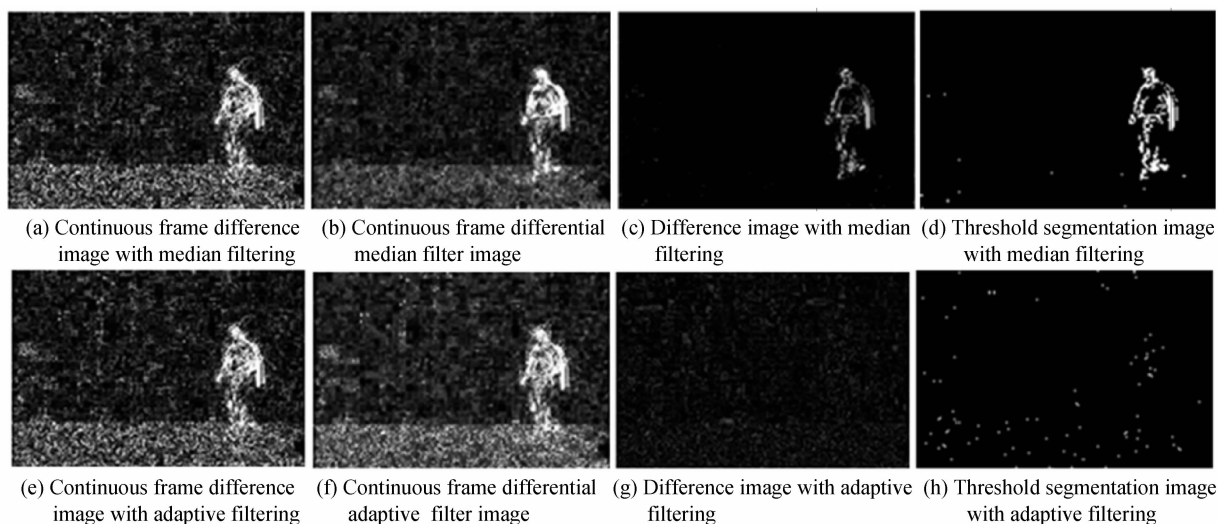 (a) Continuous frame difference
image with median filtering
(b) Continuous frame differential
median filter image
(c) Difference image with median
filtering
(d) Threshold segmentation image
with median filtering
(e) Continuous frame difference
image with adaptive filtering
(f) Continuous frame differential
adaptive filter image
(g) Difference image with adaptive
filtering
(h) Threshold segmentation image
with adaptive filtering